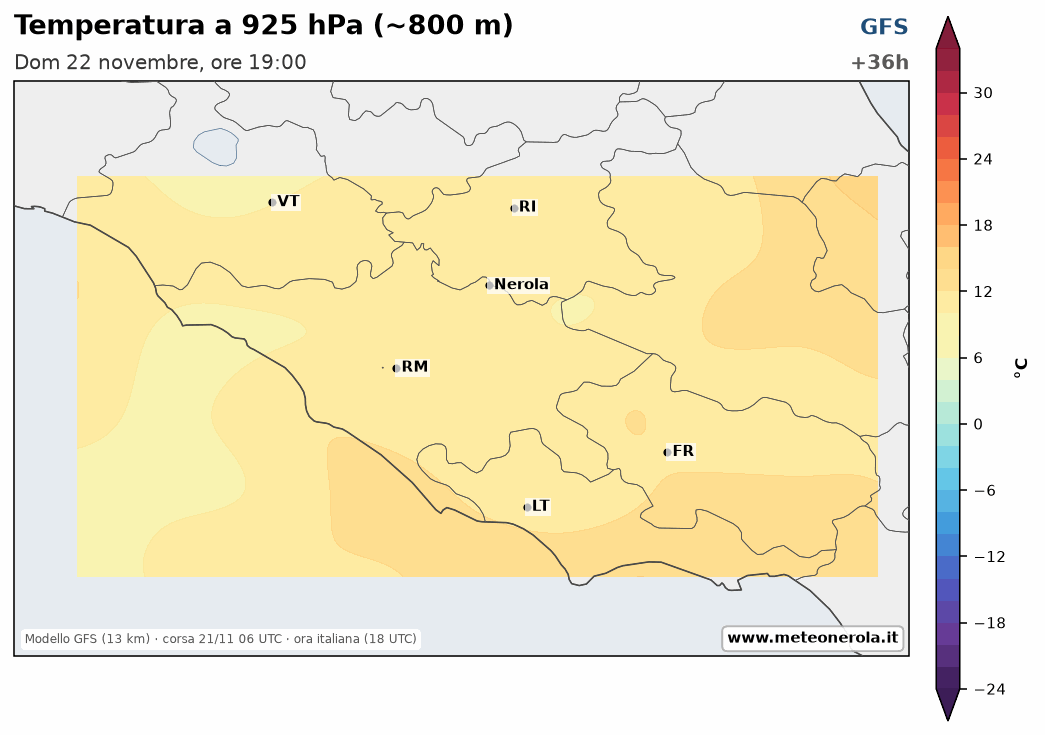 Temperatura a 925 hPa (~800 m)
GFS
Dom 22 novembre, ore 19:00
+36h
VT
RI
Nerola
RM
FR
LT
30
24
18
12
6
0
−6
−12
−18
−24
°C
Modello GFS (13 km) · corsa 21/11 06 UTC · ora italiana (18 UTC)
www.meteonerola.it